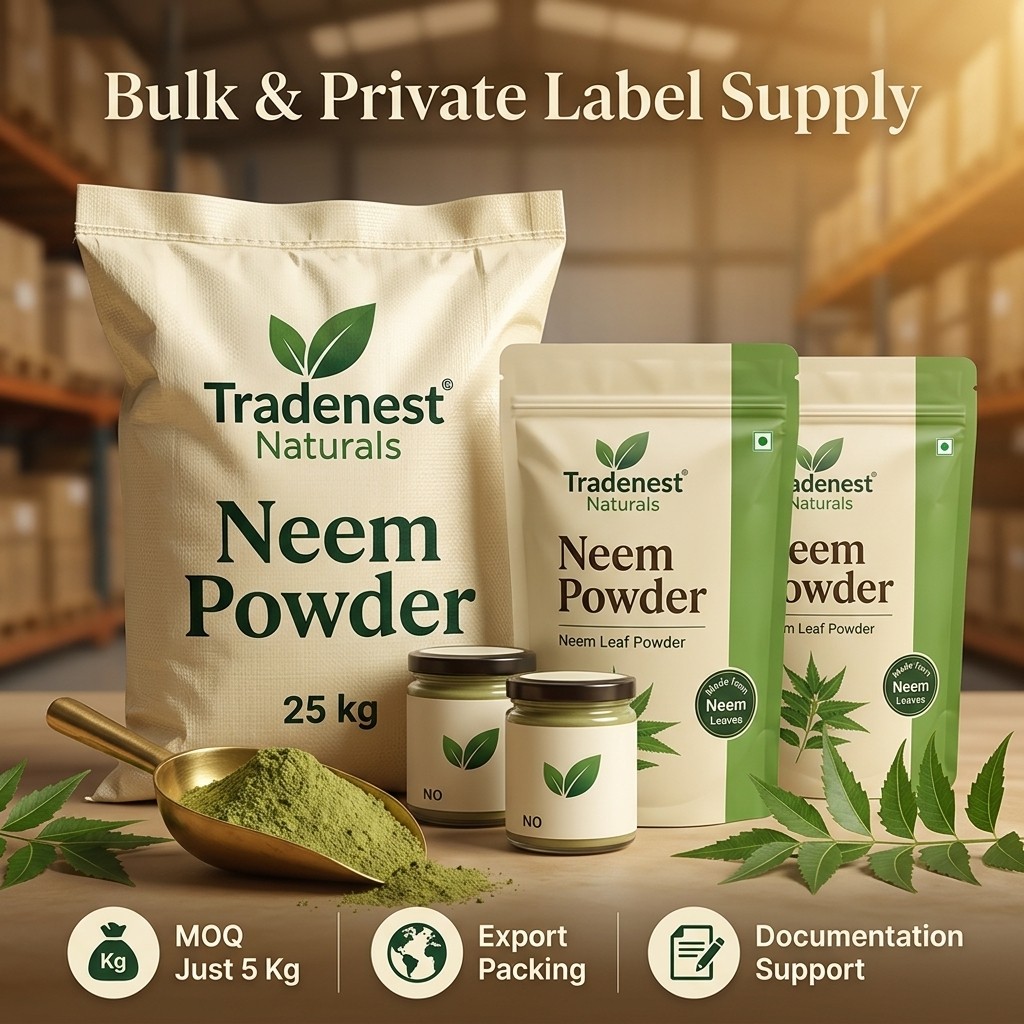 Bulk & Private Label Supply
Tradenest®
Naturals
Neem
Powder
25 kg
Tradenest®
Naturals
Neem
Powder
Neem Leaf Powder
Made from
Neem
Leaves
adenest®
Naturals
eem
owder
m Leaf Powder
Made from
Neem
Leaves
NO
NO
Kg
MOQ
Just 5 Kg
Export
Packing
Documentation
Support